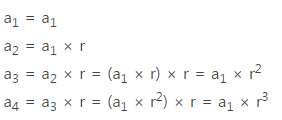 a₁ = a₁
a₂ = a₁ × r
a₃ = a₂ × r = (a₁ × r) × r = a₁ × r²
a₄ = a₃ × r = (a₁ × r²) × r = a₁ × r³